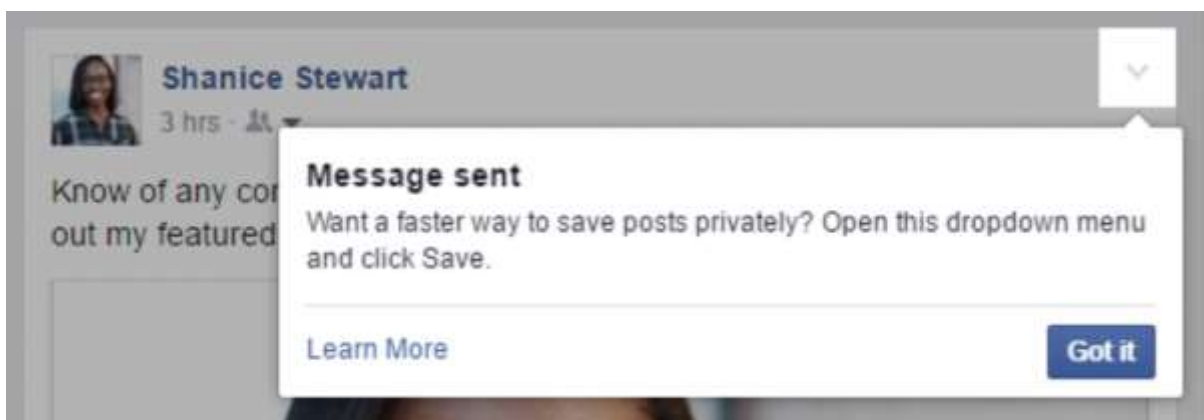 Shanice Stewart
3 hrs ·
Know of any
out my featured
Message sent
Want a faster way to save posts privately? Open this dropdown menu
and click Save.
Learn More
Got it